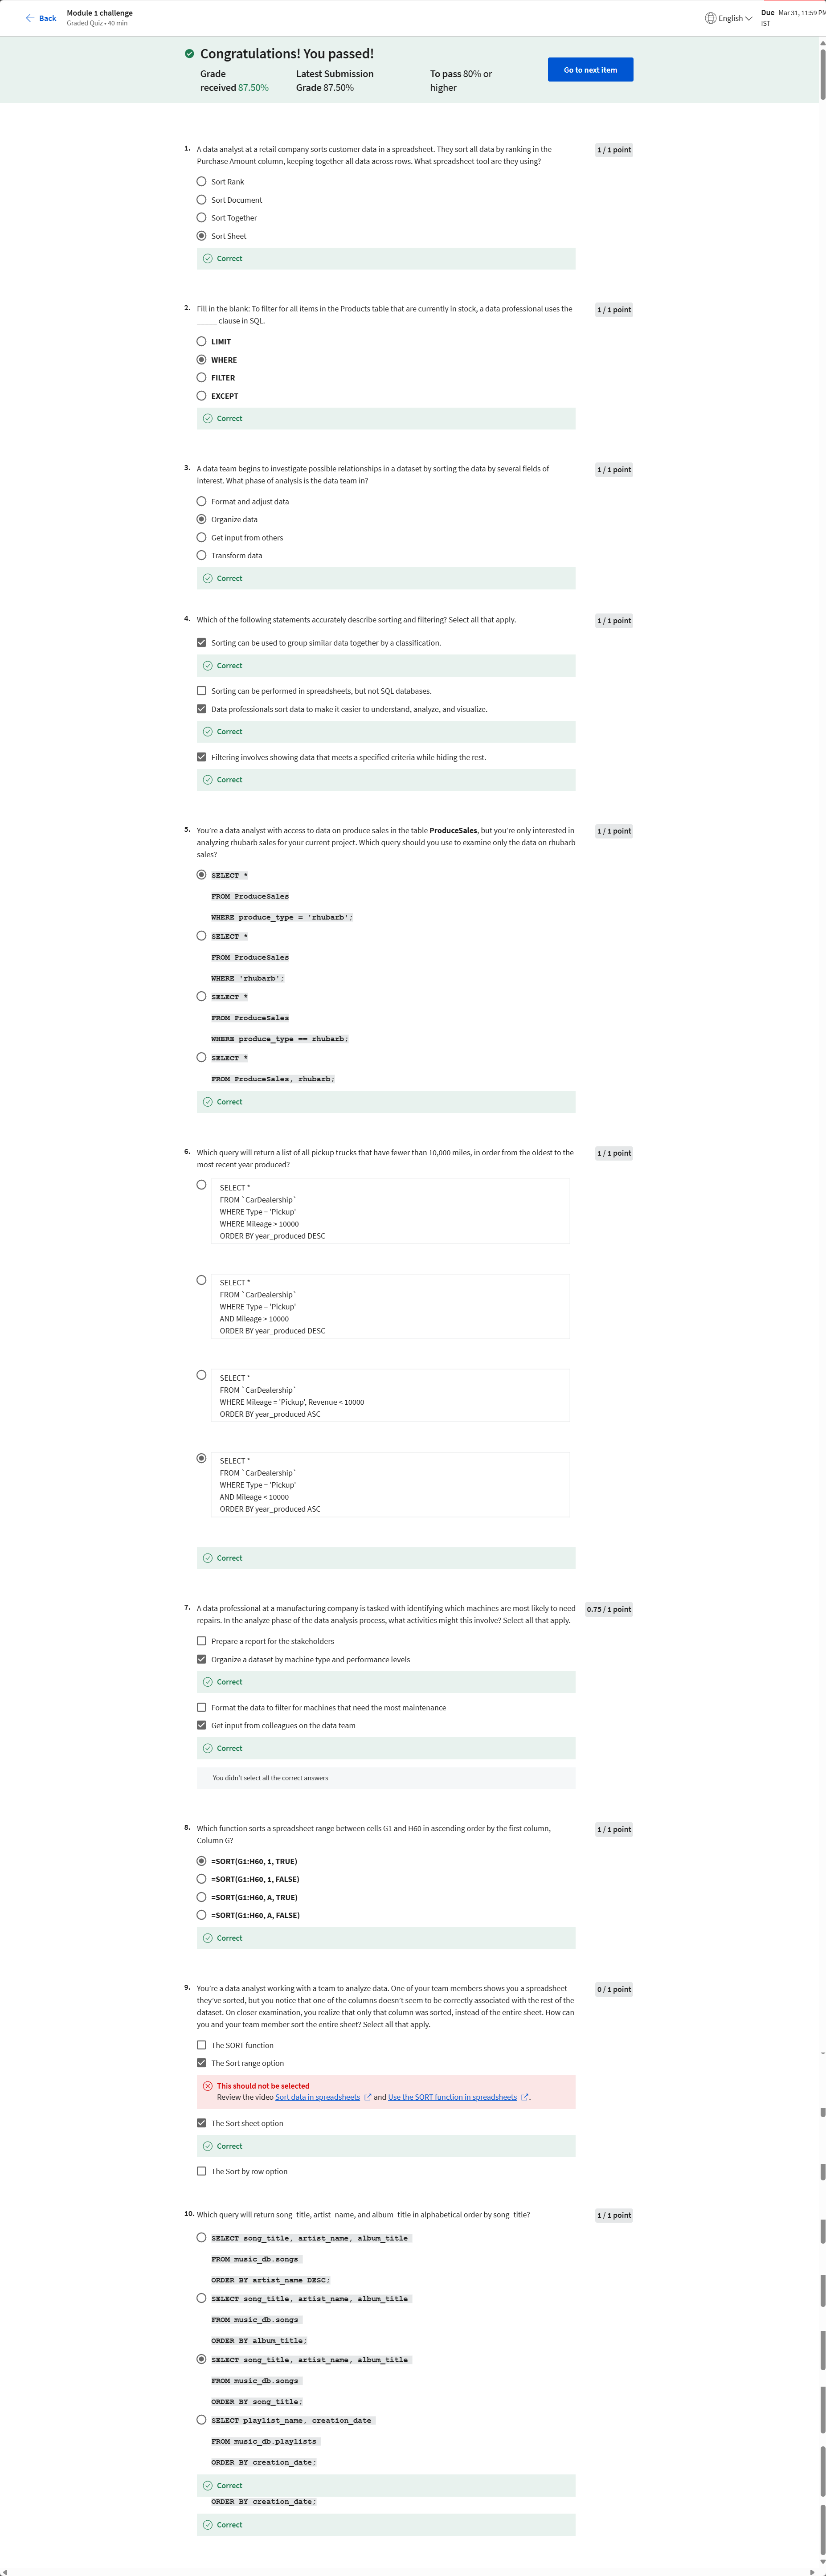 Back
Module 1 challenge
Graded Quiz • 40 min
English
Due Mar 31, 11:59 PM
IST
Congratulations! You passed!
Grade
received 87.50%
Latest Submission
Grade 87.50%
To pass 80% or
higher
Go to next item
1. A data analyst at a retail company sorts customer data in a spreadsheet. They sort all data by ranking in the
Purchase Amount column, keeping together all data across rows. What spreadsheet tool are they using?
1 / 1 point
Sort Rank
Sort Document
Sort Together
Sort Sheet
Correct
2. Fill in the blank: To filter for all items in the Products table that are currently in stock, a data professional uses the
_____ clause in SQL.
1 / 1 point
LIMIT
WHERE
FILTER
EXCEPT
Correct
3. A data team begins to investigate possible relationships in a dataset by sorting the data by several fields of
interest. What phase of analysis is the data team in?
1 / 1 point
Format and adjust data
Organize data
Get input from others
Transform data
Correct
4. Which of the following statements accurately describe sorting and filtering? Select all that apply.
1 / 1 point
Sorting can be used to group similar data together by a classification.
Correct
Sorting can be performed in spreadsheets, but not SQL databases.
Data professionals sort data to make it easier to understand, analyze, and visualize.
Correct
Filtering involves showing data that meets a specified criteria while hiding the rest.
Correct
5. You're a data analyst with access to data on produce sales in the table ProduceSales, but you're only interested in
analyzing rhubarb sales for your current project. Which query should you use to examine only the data on rhubarb
sales?
1 / 1 point
SELECT *
FROM ProduceSales
WHERE produce_type = 'rhubarb';
SELECT *
FROM ProduceSales
WHERE 'rhubarb';
SELECT *
FROM ProduceSales
WHERE produce_type == rhubarb;
SELECT *
FROM ProduceSales, rhubarb;
Correct
6. Which query will return a list of all pickup trucks that have fewer than 10,000 miles, in order from the oldest to the
most recent year produced?
1 / 1 point
SELECT *
FROM `CarDealership`
WHERE Type = 'Pickup'
WHERE Mileage > 10000
ORDER BY year_produced DESC
SELECT *
FROM `CarDealership`
WHERE Type = 'Pickup'
AND Mileage > 10000
ORDER BY year_produced DESC
SELECT *
FROM `CarDealership`
WHERE Mileage = 'Pickup', Revenue < 10000
ORDER BY year_produced ASC
SELECT *
FROM `CarDealership`
WHERE Type = 'Pickup'
AND Mileage < 10000
ORDER BY year_produced ASC
Correct
7. A data professional at a manufacturing company is tasked with identifying which machines are most likely to need
repairs. In the analyze phase of the data analysis process, what activities might this involve? Select all that apply.
0.75 / 1 point
Prepare a report for the stakeholders
Organize a dataset by machine type and performance levels
Correct
Format the data to filter for machines that need the most maintenance
Get input from colleagues on the data team
Correct
You didn't select all the correct answers
8. Which function sorts a spreadsheet range between cells G1 and H60 in ascending order by the first column,
Column G?
1 / 1 point
=SORT(G1:H60, 1, TRUE)
=SORT(G1:H60, 1, FALSE)
=SORT(G1:H60, A, TRUE)
=SORT(G1:H60, A, FALSE)
Correct
9. You're a data analyst working with a team to analyze data. One of your team members shows you a spreadsheet
they've sorted, but you notice that one of the columns doesn't seem to be correctly associated with the rest of the
dataset. On closer examination, you realize that only that column was sorted, instead of the entire sheet. How can
you and your team member sort the entire sheet? Select all that apply.
0 / 1 point
The SORT function
The Sort range option
This should not be selected
Review the video Sort data in spreadsheets and Use the SORT function in spreadsheets.
The Sort sheet option
Correct
The Sort by row option
10. Which query will return song_title, artist_name, and album_title in alphabetical order by song_title?
1 / 1 point
SELECT song_title, artist_name, album_title
FROM music_db.songs
ORDER BY artist_name DESC;
SELECT song_title, artist_name, album_title
FROM music_db.songs
ORDER BY album_title;
SELECT song_title, artist_name, album_title
FROM music_db.songs
ORDER BY song_title;
SELECT playlist_name, creation_date
FROM music_db.playlists
ORDER BY creation_date;
Correct
ORDER BY creation_date;
Correct